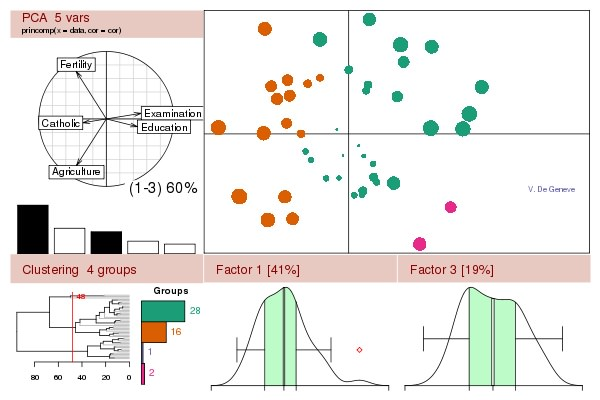 PCA 5 vars
princomp(x = data, cor = cor)
Fertility
Examination
Catholic
Education
Agriculture
(1-3) 60%
V. De Geneve
Clustering 4 groups
Factor 1 [41%]
Factor 3 [19%]
Groups
48
28
16
1
2
80 60 40 20 0